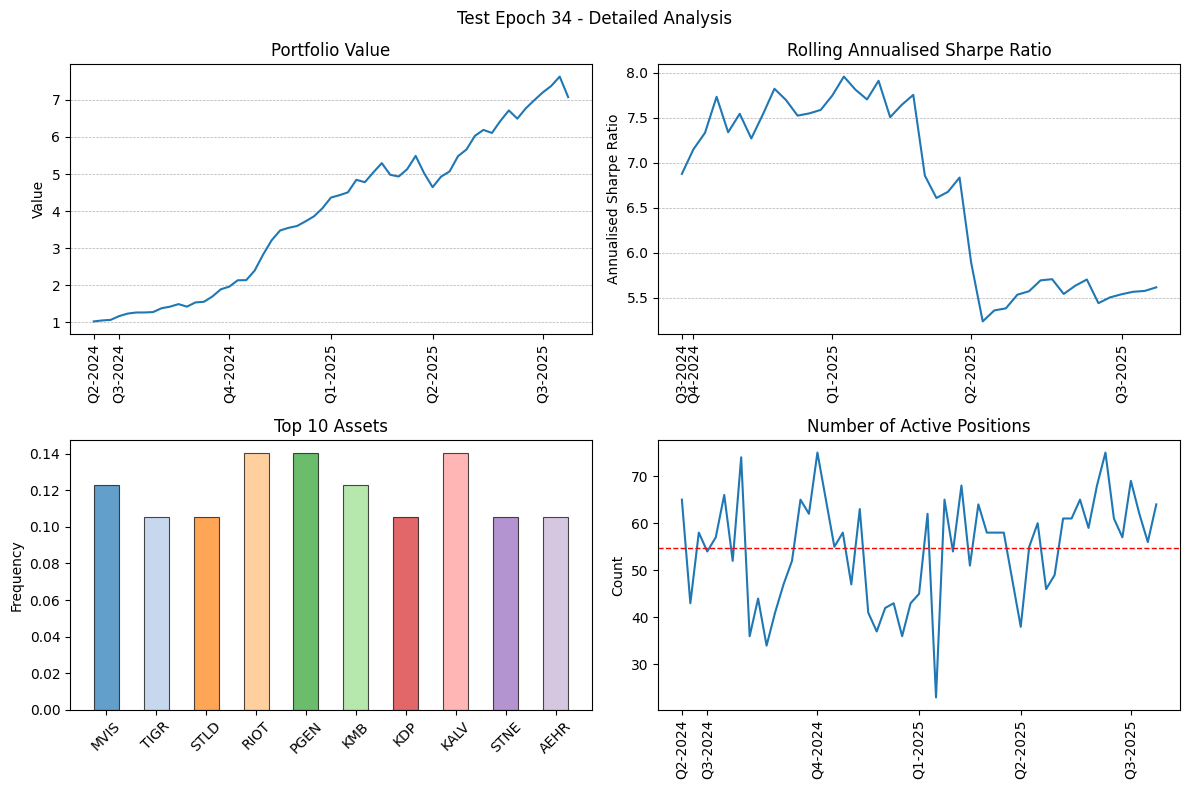 Test Epoch 34 - Detailed Analysis
Portfolio Value
Value
7
6
5
4
3
2
1
Q2-2024
Q3-2024
Q4-2024
Q1-2025
Q2-2025
Q3-2025
Rolling Annualised Sharpe Ratio
Annualised Sharpe Ratio
8.0
7.5
7.0
6.5
6.0
5.5
Q3-2024
Q4-2024
Q1-2025
Q2-2025
Q3-2025
Top 10 Assets
Frequency
0.14
0.12
0.10
0.08
0.06
0.04
0.02
0.00
MVIS
TIGR
STLD
RIOT
PGEN
KMB
KDP
KALV
STNE
AEHR
Number of Active Positions
Count
70
60
50
40
30
Q2-2024
Q3-2024
Q4-2024
Q1-2025
Q2-2025
Q3-2025